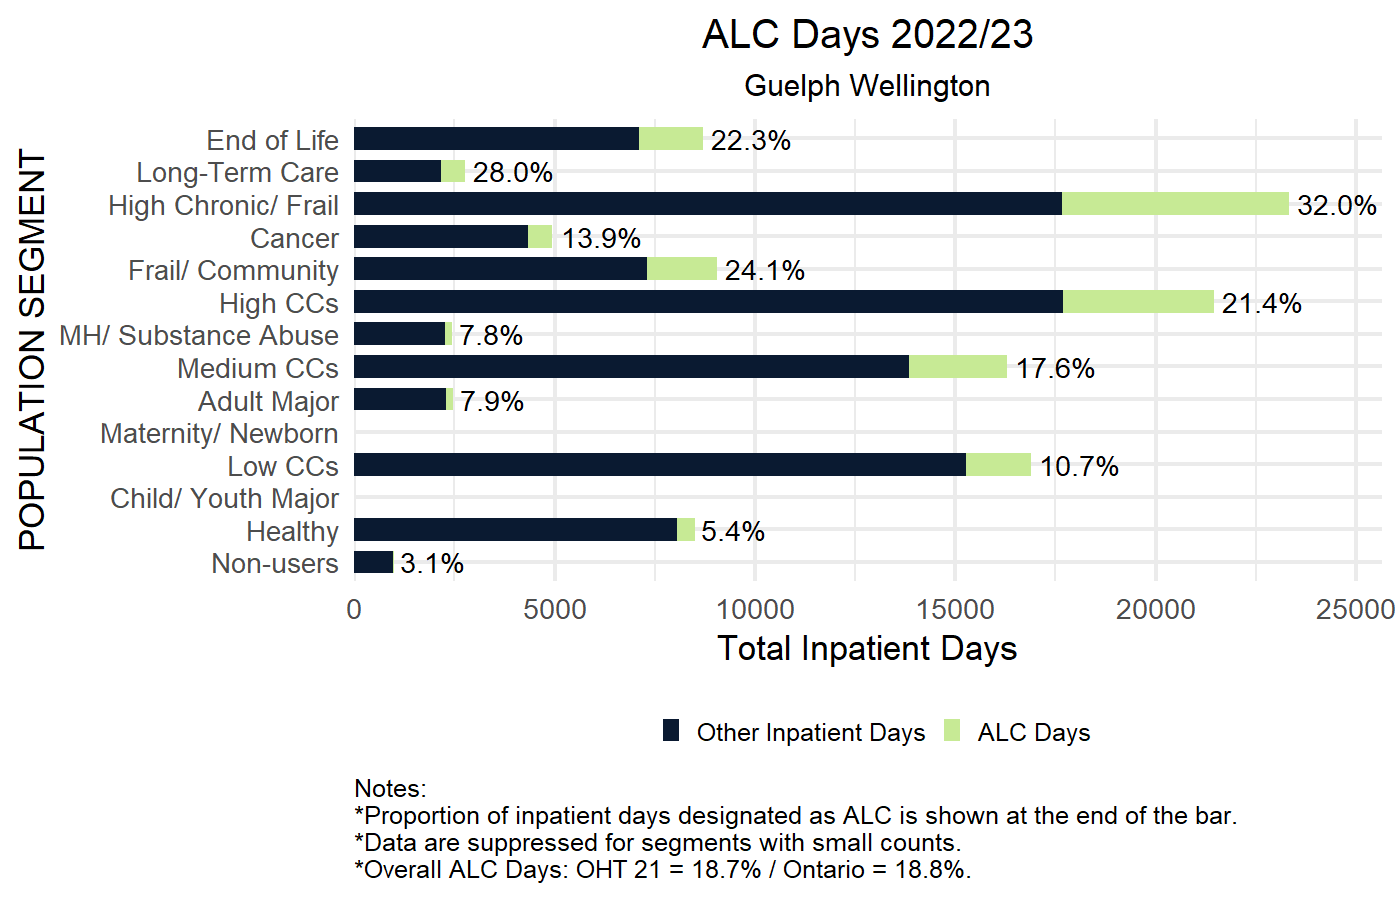 ALC Days 2022/23
Guelph Wellington
POPULATION SEGMENT
End of Life 22.3%
Long-Term Care 28.0%
High Chronic/ Frail 32.0%
Cancer 13.9%
Frail/ Community 24.1%
High CCs 21.4%
MH/ Substance Abuse 7.8%
Medium CCs 17.6%
Adult Major 7.9%
Maternity/ Newborn
Low CCs 10.7%
Child/ Youth Major
Healthy 5.4%
Non-users 3.1%
0 5000 10000 15000 20000 25000
Total Inpatient Days
Other Inpatient Days ALC Days
Notes:
*Proportion of inpatient days designated as ALC is shown at the end of the bar.
*Data are suppressed for segments with small counts.
*Overall ALC Days: OHT 21 = 18.7% / Ontario = 18.8%.